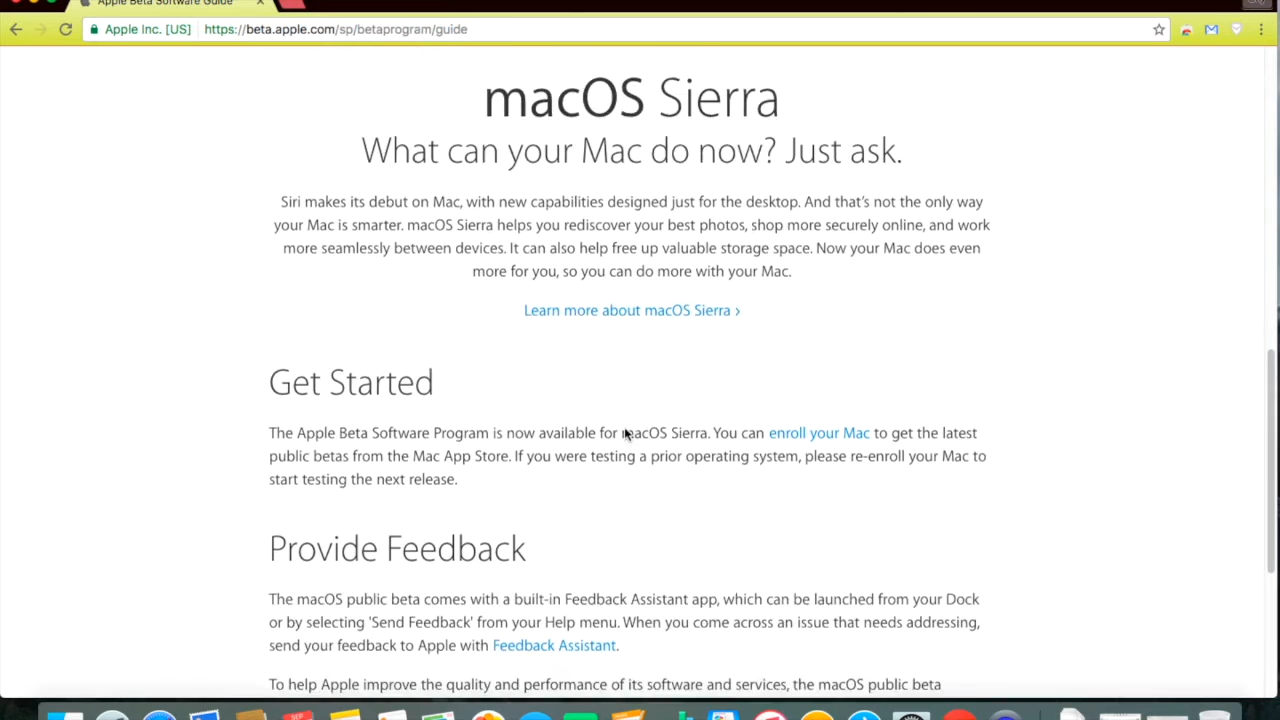 Apple Beta Software Guide
Apple Inc. [US] https://beta.apple.com/sp/betaprogram/guide
macOS Sierra
What can your Mac do now? Just ask.
Siri makes its debut on Mac, with new capabilities designed just for the desktop. And that's not the only way
your Mac is smarter. macOS Sierra helps you rediscover your best photos, shop more securely online, and work
more seamlessly between devices. It can also help free up valuable storage space. Now your Mac does even
more for you, so you can do more with your Mac.
Learn more about macOS Sierra ›
Get Started
The Apple Beta Software Program is now available for macOS Sierra. You can enroll your Mac to get the latest
public betas from the Mac App Store. If you were testing a prior operating system, please re-enroll your Mac to
start testing the next release.
Provide Feedback
The macOS public beta comes with a built-in Feedback Assistant app, which can be launched from your Dock
or by selecting 'Send Feedback' from your Help menu. When you come across an issue that needs addressing,
send your feedback to Apple with Feedback Assistant.
To help Apple improve the quality and performance of its software and services, the macOS public beta
SEP